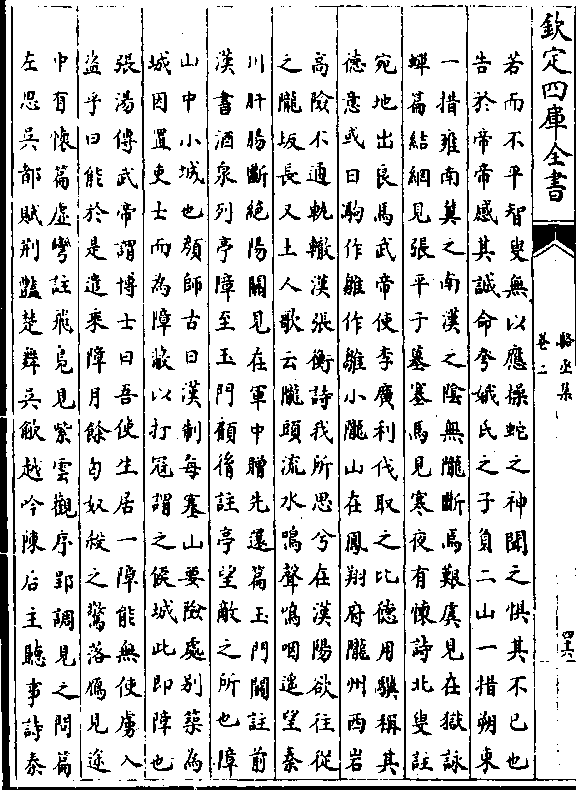 欽定四庫全書
駱丞集
卷二
四十六
若而不平智叟無以應操蛇之神聞之懼其不已也
告於帝帝感其誠命夸娥氏之子負二山一措朔東
一措雍南冀之南漢之陰無隴斷焉艱虞見在獄詠
蟬篇結網見張平子墓塞馬見寒夜有懷詩北叟註
宛地出良馬武帝使李廣利伐取之比德用驥稱其
德意或曰駒作雛作雛小隴山在鳳翔府隴州西岩
高險不通軌轍漢張衡詩我所思兮在漢陽欲往從
之隴坂長又土人歌云隴頭流水鳴聲嗚咽遥望秦
川肝腸斷絶陽關見在軍中贈先還篇玉門關註前
漢書酒泉列亭障至玉門顧註亭望敵之所也障
山中小城也顔師古曰漢制每塞山要險處别築為
城因置吏士而為障蔽以打寇謂之候城此即障也
張湯傳武帝謂博士曰吾使生居一障能無使虜入
盗乎曰能於是遣乘障月餘匈奴殺之驚落鴈見途
中有懷篇虛彎註飛鳧見紫雲觀序郢調見之問篇
左思吳都賦荆豔楚舞吳歈越吟陳后主聽事詩泰